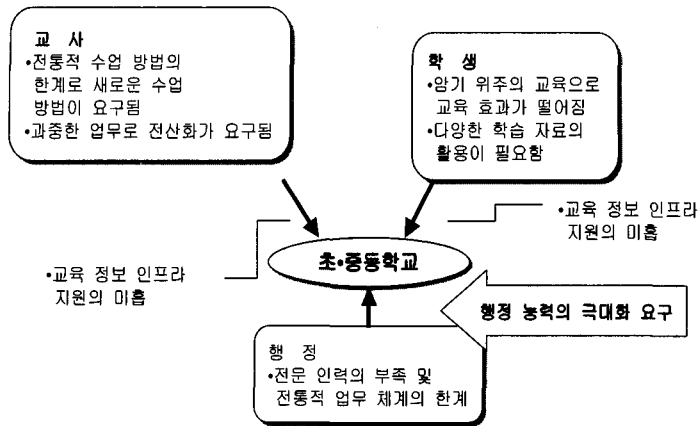 교 사
•전통적 수업 방법의
한계로 새로운 수업
방법이 요구됨
•과중한 업무로 전산화가 요구됨
학 생
•암기 위주의 교육으로
교육 효과가 떨어짐
•다양한 학습 자료의
활용이 필요함
•교육 정보 인프라
지원의 미흡
초•중등학교
•교육 정보 인프라
지원의 미흡
행정 능력의 극대화 요구
행 정
•전문 인력의 부족 및
전통적 업무 체계의 한계